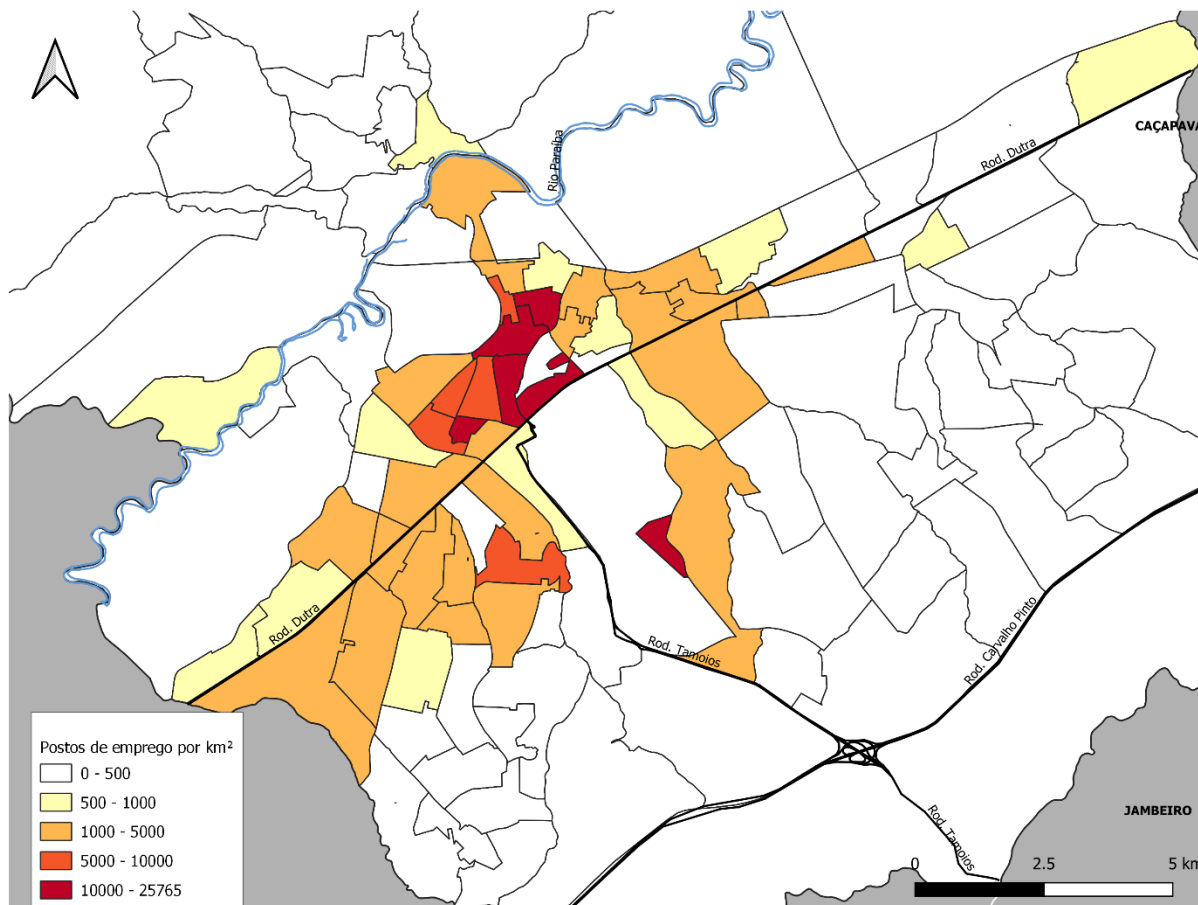 CAÇAPAVA
Rod. Dutra
Rio Paraíba
Rod. Dutra
Rod. Tamoios
Rod. Carvalho Pinto
Rod. Tamoios
JAMBEIRO
Postos de emprego por km²
0 - 500
500 - 1000
1000 - 5000
5000 - 10000
10000 - 25765
0 2.5 5 km